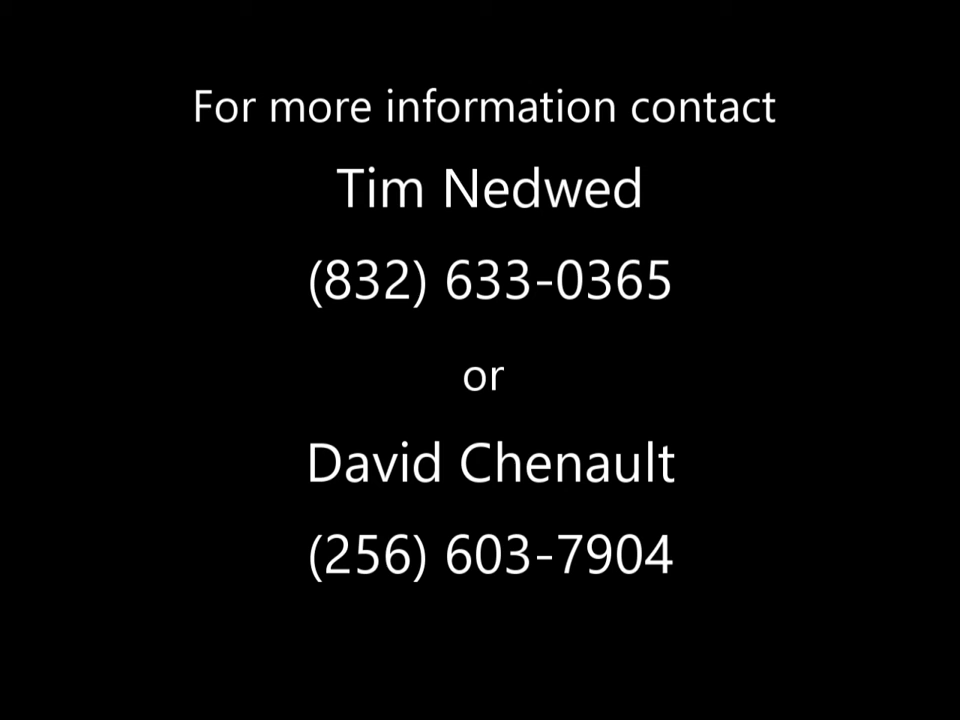 For more information contact
Tim Nedwed
(832) 633-0365
or
David Chenault
(256) 603-7904